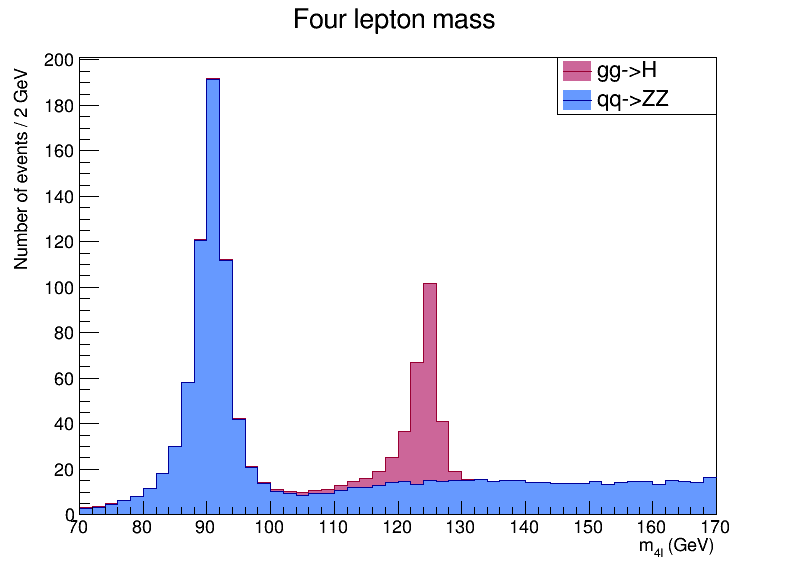 Four lepton mass
Number of events / 2 GeV
200
180
160
140
120
100
80
60
40
20
0
gg->H
qq->ZZ
70 80 90 100 110 120 130 140 150 160 170
m4l (GeV)